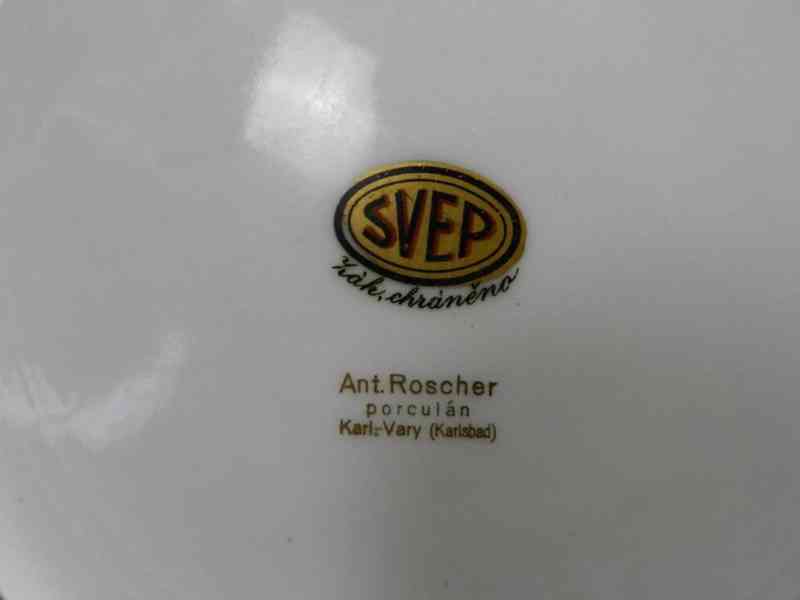 SVEP
Zák. chráněno
Ant. Roscher
porculán
Karl.-Vary (Karlsbad)